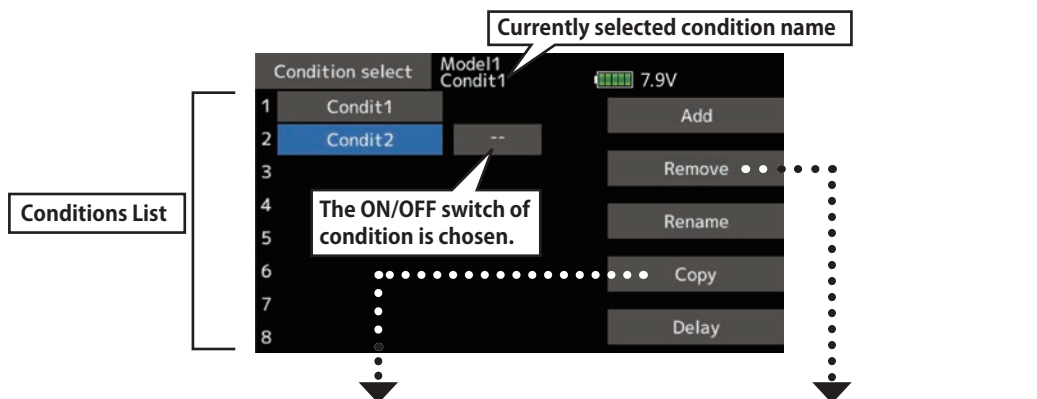 Currently selected condition name
Condition select
Model1
Condit1
7.9V
1 Condit1
2 Condit2 --
3
4
5
6
7
8
Add
Remove
Rename
Copy
Delay
Conditions List
The ON/OFF switch of
condition is chosen.